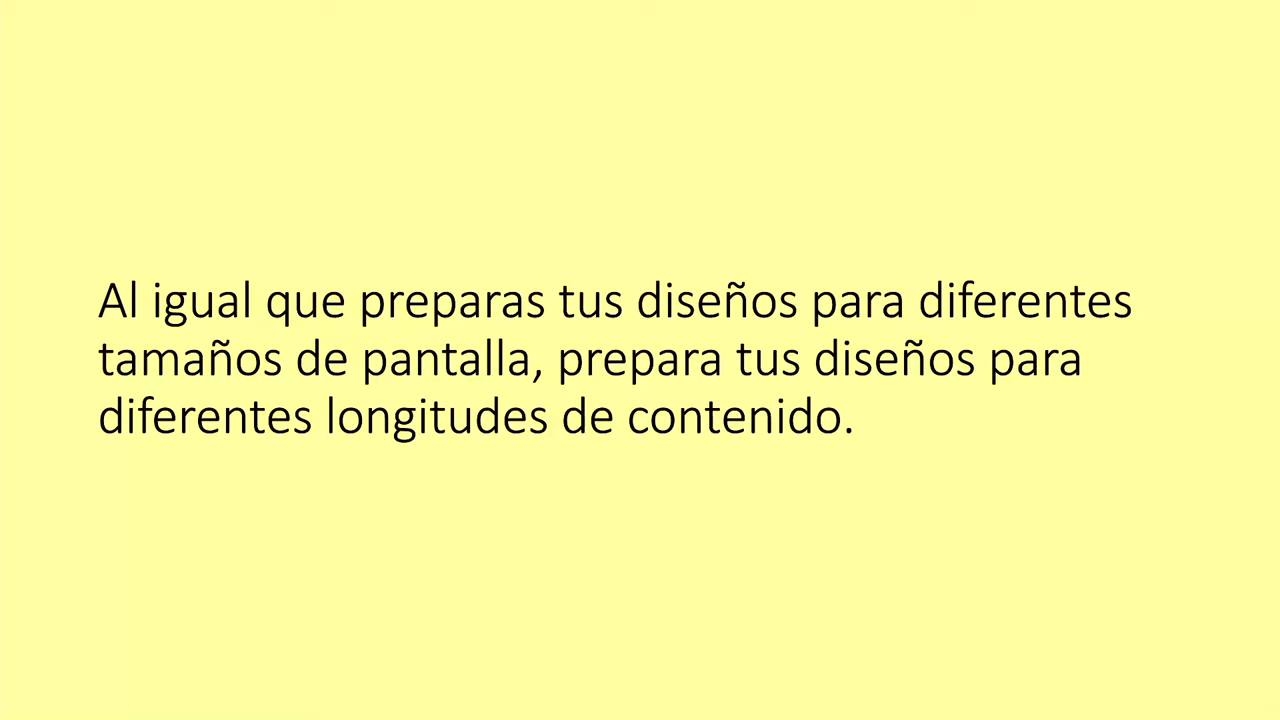 Al igual que preparas tus diseños para diferentes
tamaños de pantalla, prepara tus diseños para
diferentes longitudes de contenido.